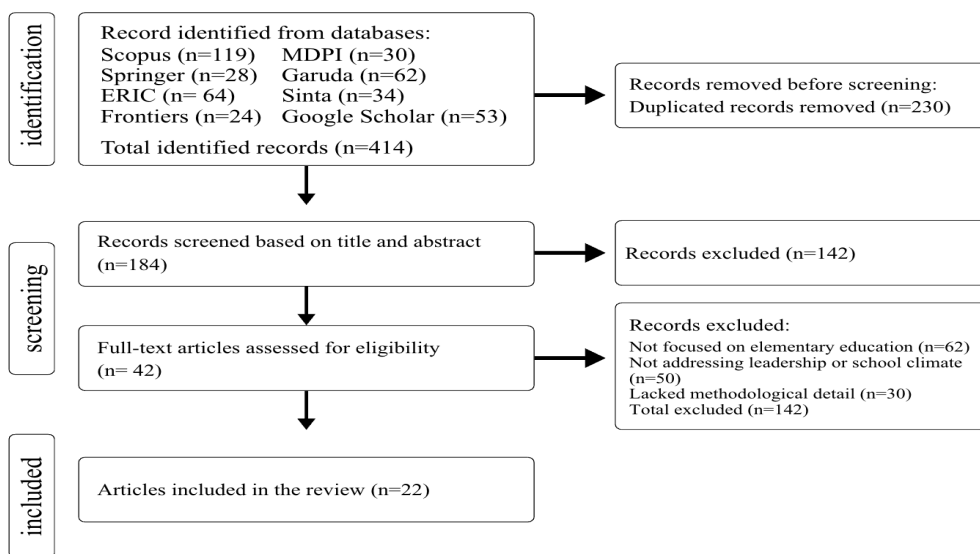 identification
Record identified from databases:
Scopus (n=119) MDPI (n=30)
Springer (n=28) Garuda (n=62)
ERIC (n= 64) Sinta (n=34)
Frontiers (n=24) Google Scholar (n=53)
Total identified records (n=414)
Records removed before screening:
Duplicated records removed (n=230)
screening
Records screened based on title and abstract
(n=184)
Records excluded (n=142)
Full-text articles assessed for eligibility
(n= 42)
Records excluded:
Not focused on elementary education (n=62)
Not addressing leadership or school climate
(n=50)
Lacked methodological detail (n=30)
Total excluded (n=142)
included
Articles included in the review (n=22)